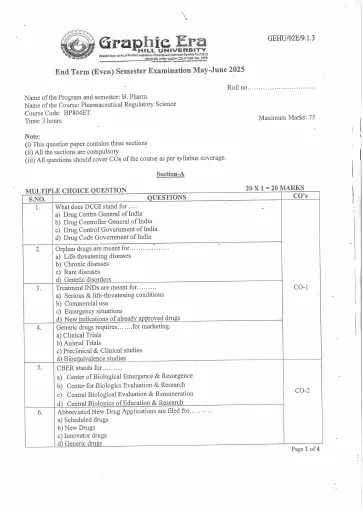 GEHU/02E/9.1.3
Graphic Era
HILL UNIVERSITY
End Term (Even) Semester Examination May-June 2025
Roll no..............................
Name of the Program and semester: B. Pharm.
Name of the Course: Pharmaceutical Regulatory Science
Course Code: BP804ET
Time: 3 hours
Maximum Marks: 75
Note:
(i) This question paper contains three sections
(ii) All the sections are compulsory
(iii) All questions should cover COs of the course as per syllabus coverage.
Section-A
MULTIPLE CHOICE QUESTION 20 X 1 = 20 MARKS
S.NO. QUESTIONS CO's
1. What does DCGI stand for ....
a) Drug Centre General of India
b) Drug Controller General of India
c) Drug Control Government of India
d) Drug Code Government of India
2. Orphan drugs are meant for..................
a) Life-threatening diseases
b) Chronic diseases
c) Rare diseases
d) Genetic disorders
3. Treatment INDs are meant for.........
a) Serious & life-threatening conditions
b) Commercial use
c) Emergency situations
d) New indications of already approved drugs
CO-1
4. Generic drugs requires.......for marketing.
a) Clinical Trials
b) Animal Trials
c) Preclinical & Clinical studies
d) Bioequivalence studies
5. CBER stands for.........
a) Center of Biological Emergence & Resurgence
b) Center for Biologics Evaluation & Research
c) Central Biological Evaluation & Remuneration
d) Central Biologics of Education & Research
CO-2
6. Abbreviated New Drug Applications are filed for...........
a) Scheduled drugs
b) New Drugs
c) Innovator drugs
d) Generic drugs
Page 1 of 4